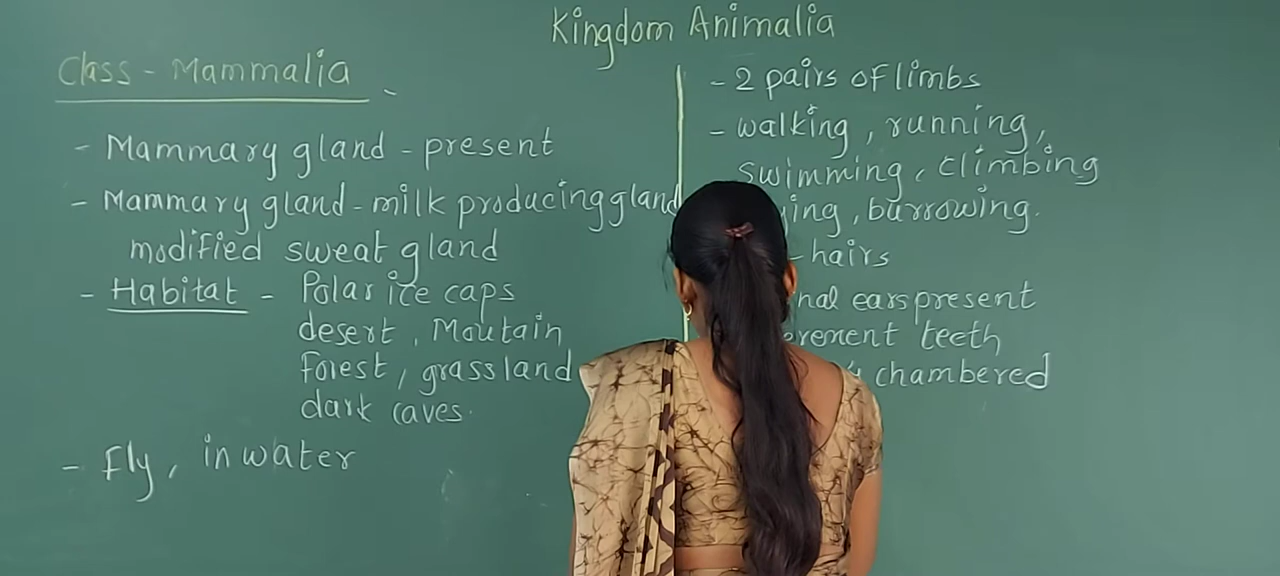 Kingdom Animalia
Class - Mammalia
- Mammary gland - present
- Mammary gland - milk producing gland
modified sweat gland
- Habitat - Polar ice caps
desert, Moutain
Forest, grassland
dark caves.
- Fly, in water
- 2 pairs of limbs
- walking, running,
swimming, climbing
, burrowing.
- hairs
ears present
teeth
chambered